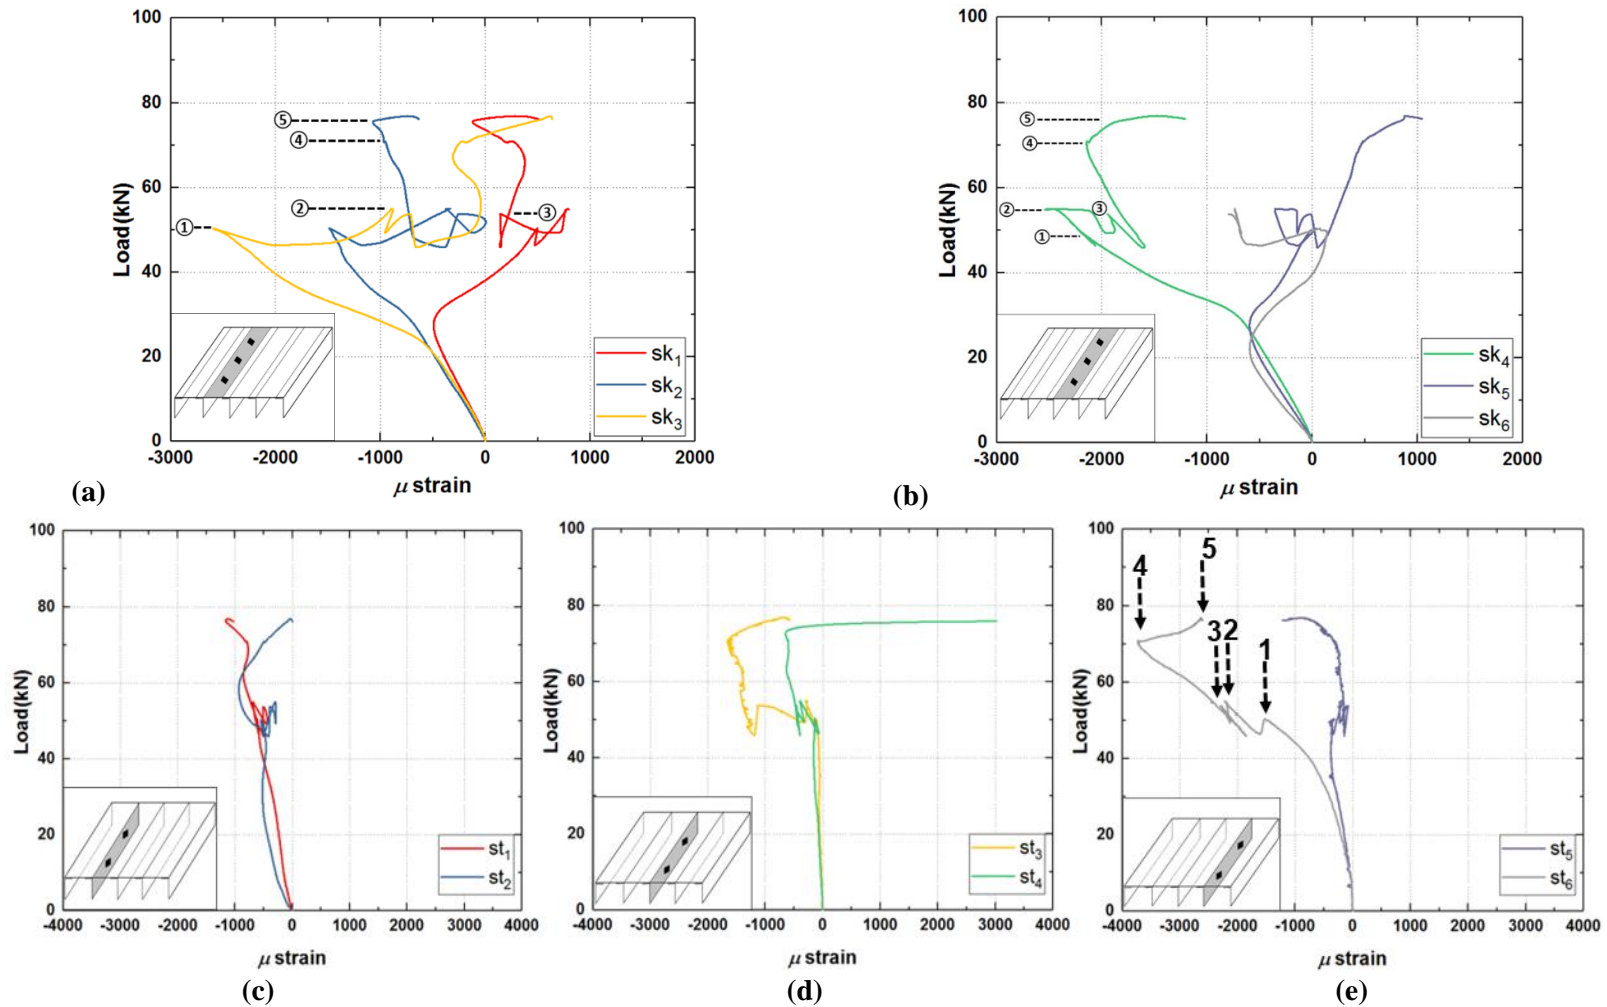 100
80
60
40
20
0
Load(kN)
⑤
④
②
①
③
sk1
sk2
sk3
-3000 -2000 -1000 0 1000 2000
μ strain
(a)
100
80
60
40
20
0
Load(kN)
⑤
④
②
③
①
sk4
sk5
sk6
-3000 -2000 -1000 0 1000 2000
μ strain
(b)
100
80
60
40
20
0
Load(kN)
st1
st2
-4000 -3000 -2000 -1000 0 1000 2000 3000 4000
μ strain
(c)
100
80
60
40
20
0
Load(kN)
st3
st4
-4000 -3000 -2000 -1000 0 1000 2000 3000 4000
μ strain
(d)
100
80
60
40
20
0
Load(kN)
5
4
32
1
st5
st6
-4000 -3000 -2000 -1000 0 1000 2000 3000 4000
μ strain
(e)